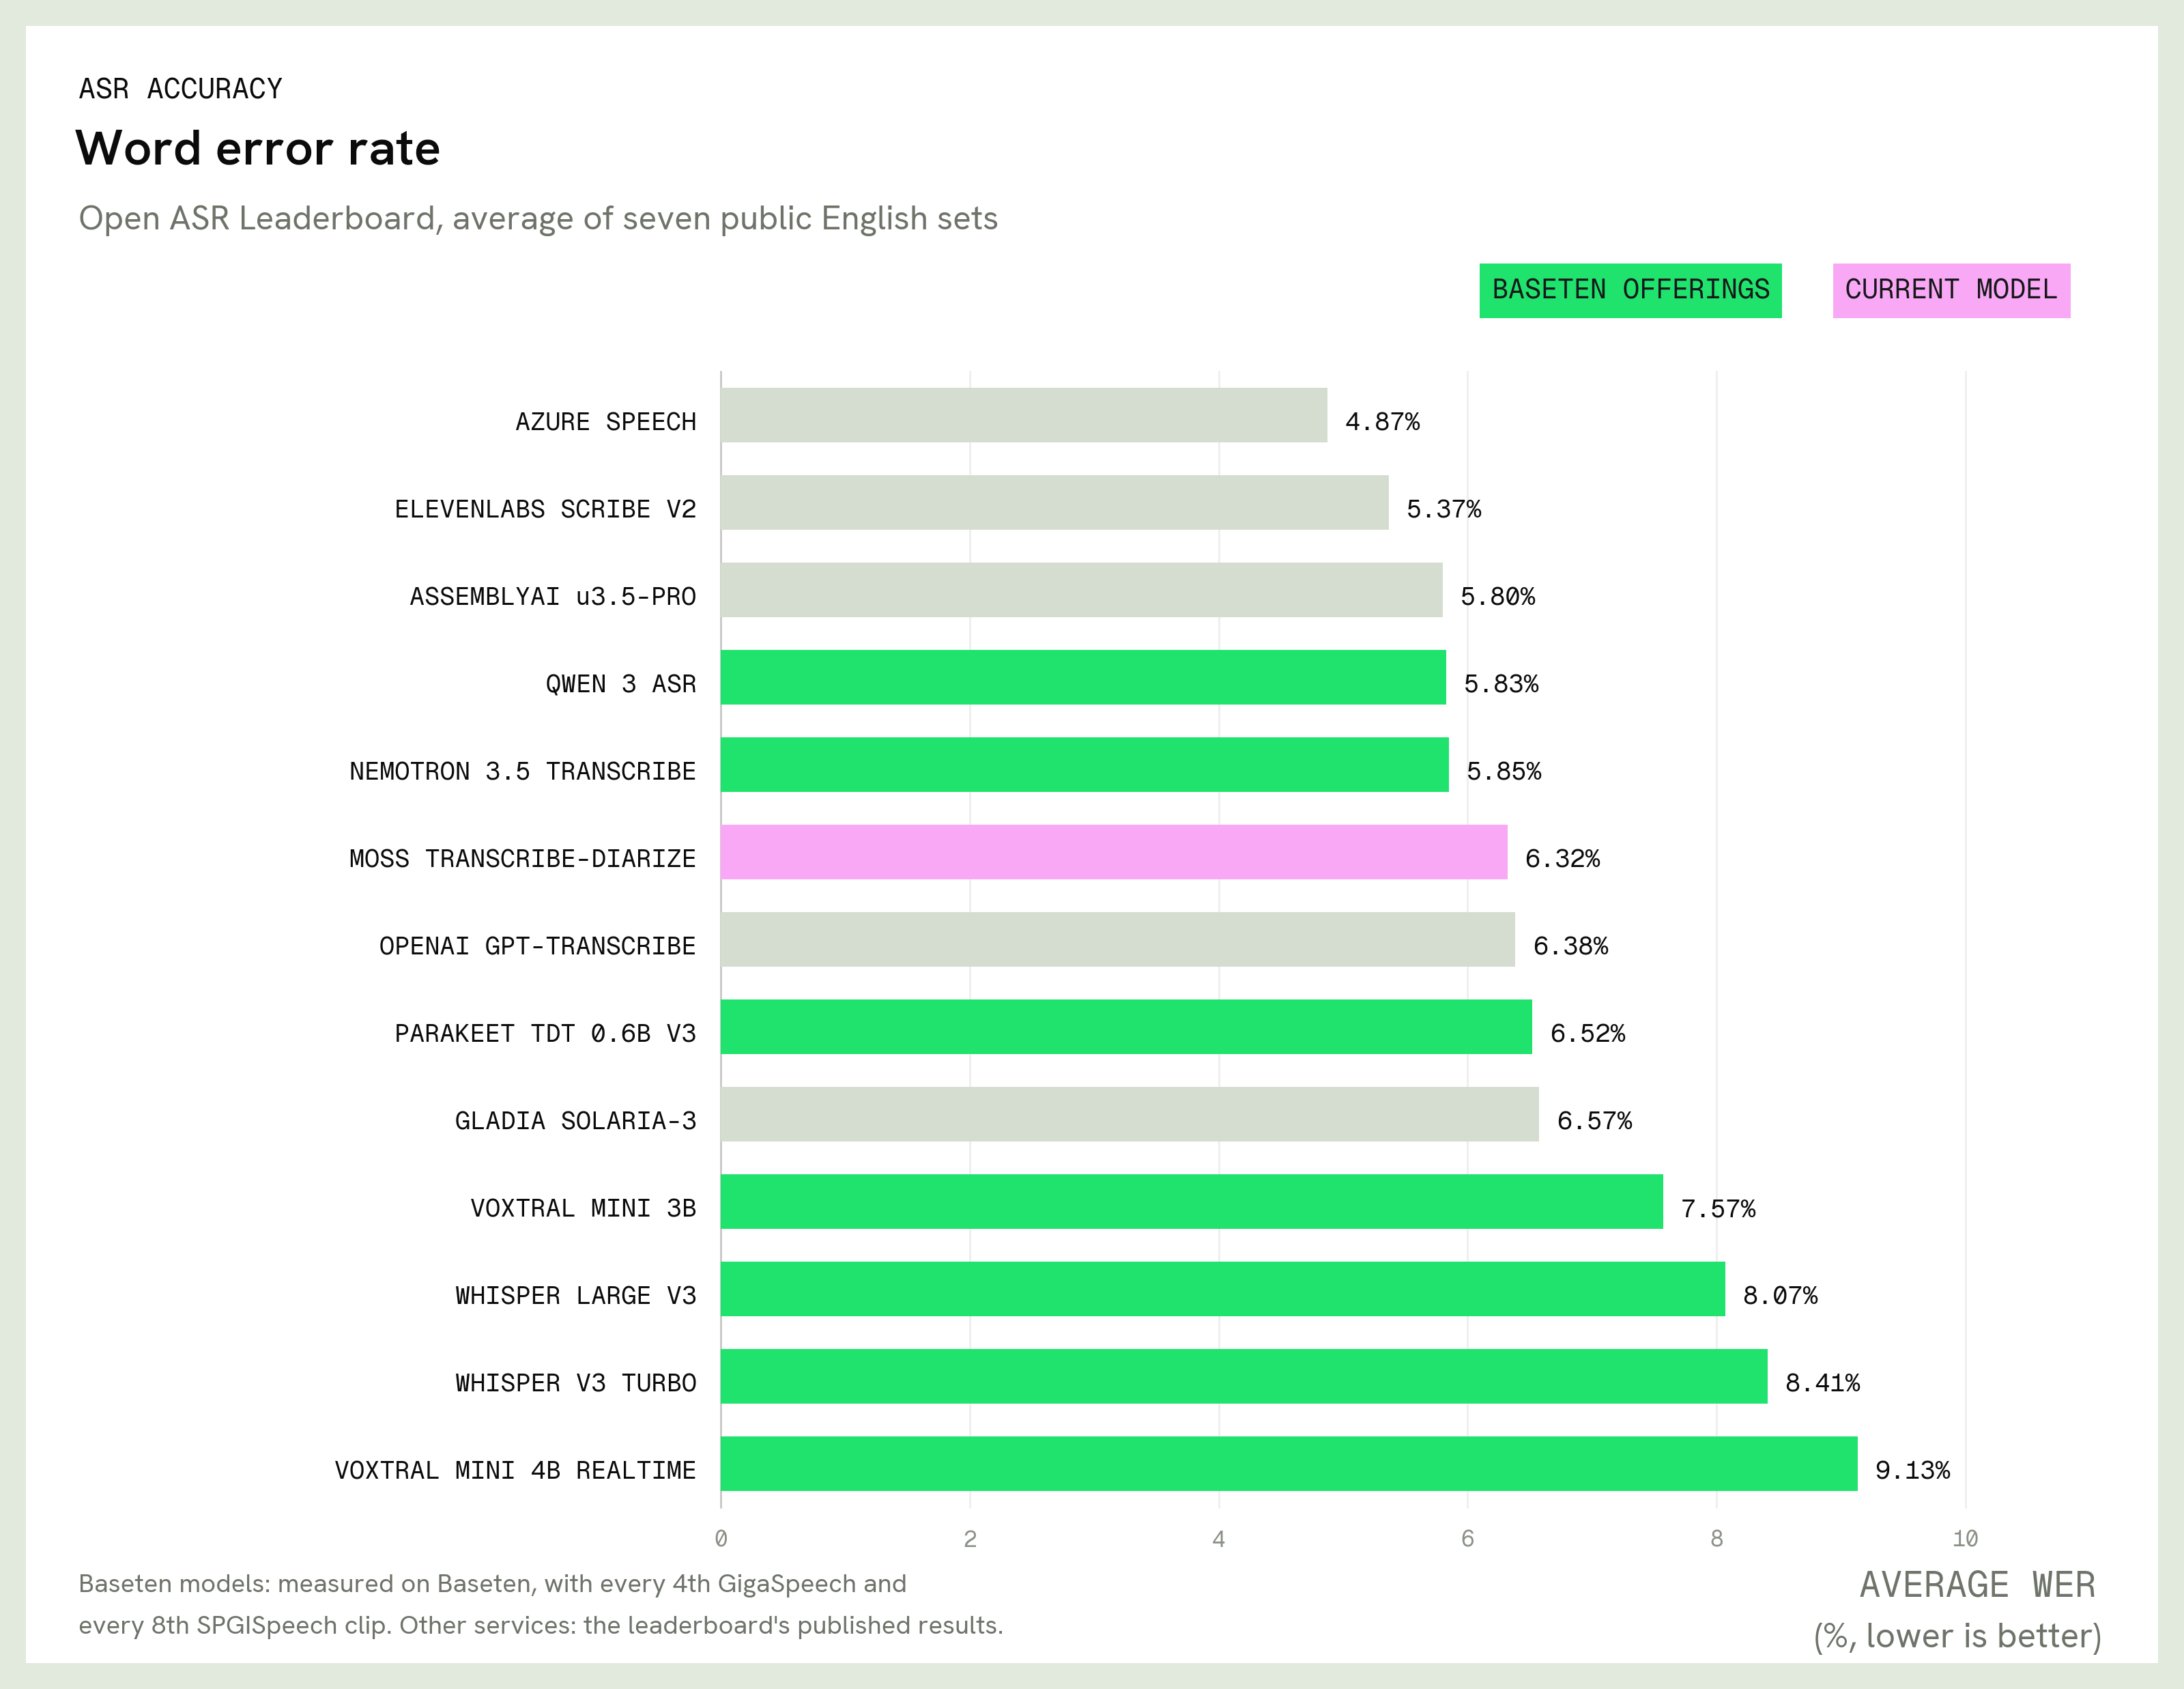 ASR ACCURACY
Word error rate
Open ASR Leaderboard, average of seven public English sets
BASETEN OFFERINGS CURRENT MODEL
AZURE SPEECH 4.87%
ELEVENLABS SCRIBE V2 5.37%
ASSEMBLYAI u3.5-PRO 5.80%
QWEN 3 ASR 5.83%
NEMOTRON 3.5 TRANSCRIBE 5.85%
MOSS TRANSCRIBE-DIARIZE 6.32%
OPENAI GPT-TRANSCRIBE 6.38%
PARAKEET TDT 0.6B V3 6.52%
GLADIA SOLARIA-3 6.57%
VOXTRAL MINI 3B 7.57%
WHISPER LARGE V3 8.07%
WHISPER V3 TURBO 8.41%
VOXTRAL MINI 4B REALTIME 9.13%
0 2 4 6 8 10
Baseten models: measured on Baseten, with every 4th GigaSpeech and
every 8th SPGISpeech clip. Other services: the leaderboard's published results.
AVERAGE WER
(%, lower is better)